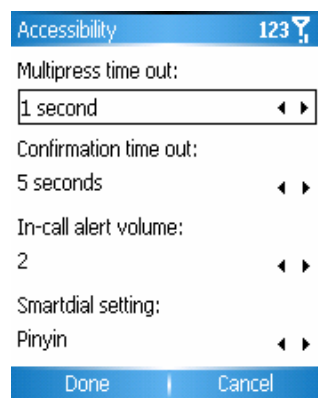 Accessibility 123
Multipress time out:
1 second
Confirmation time out:
5 seconds
In-call alert volume:
2
Smartdial setting:
Pinyin
Done Cancel